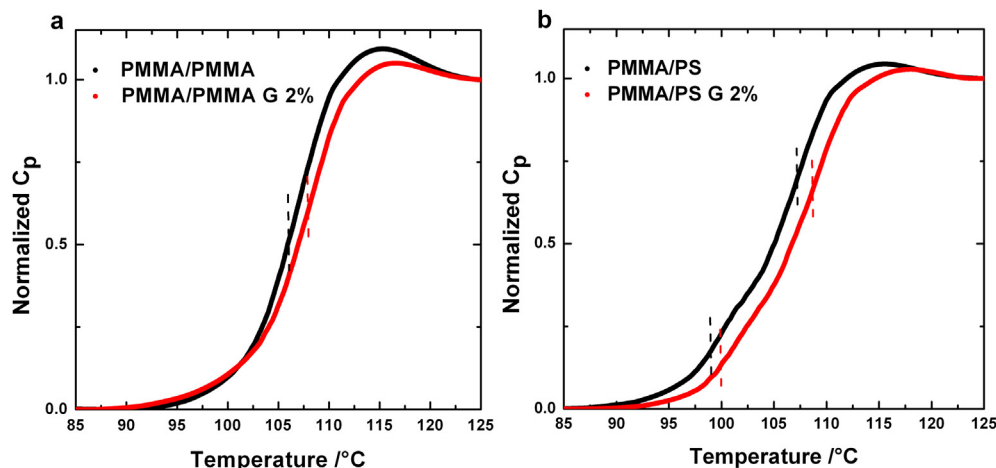 a
PMMA/PMMA
PMMA/PMMA G 2%
Normalized Cp
1.0
0.5
0.0
85 90 95 100 105 110 115 120 125
Temperature /°C
b
PMMA/PS
PMMA/PS G 2%
Normalized Cp
1.0
0.5
0.0
85 90 95 100 105 110 115 120 125
Temperature /°C